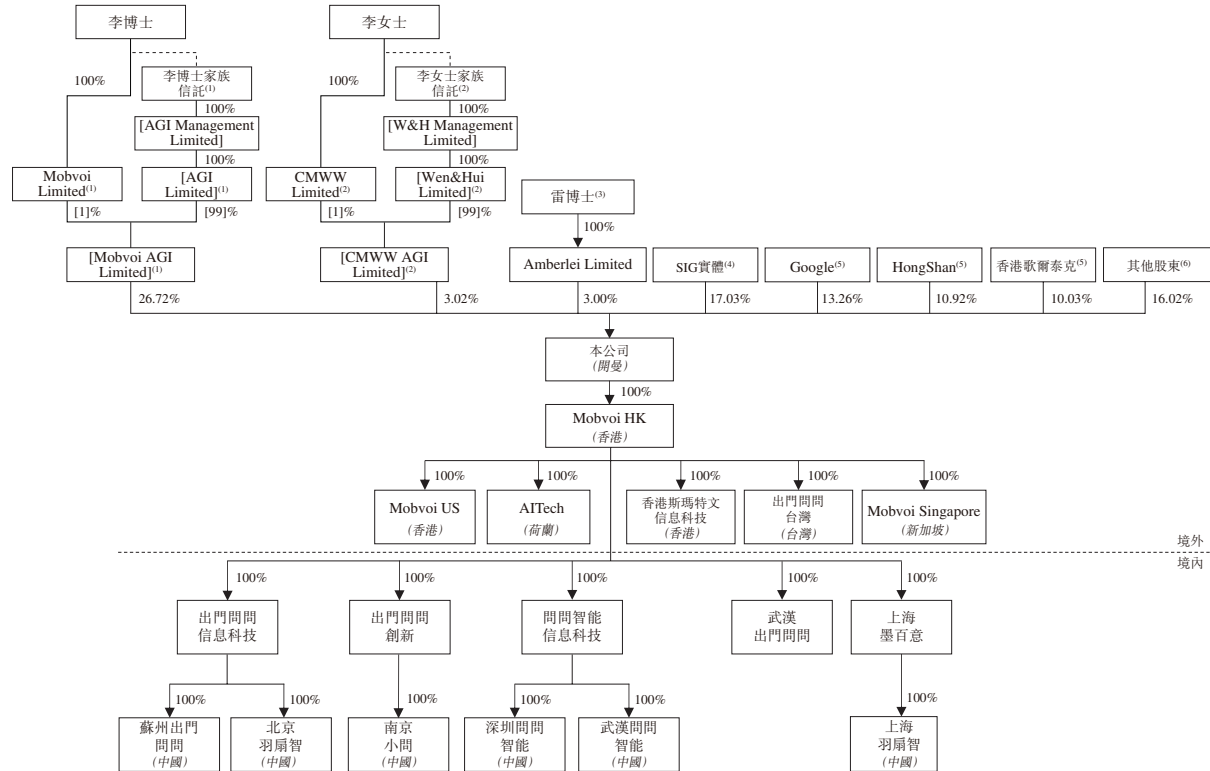 李博士
李女士
100%
李博士家族
信託(1)
100%
李女士家族
信託(2)
100%
100%
[AGI Management
Limited]
[W&H Management
Limited]
100%
100%
Mobvoi
Limited(1)
[AGI
Limited](1)
CMWW
Limited(2)
[Wen&Hui
Limited](2)
雷博士(3)
[1]%
[99]%
[1]%
[99]%
100%
[Mobvoi AGI
Limited](1)
[CMWW AGI
Limited](2)
Amberlei Limited
SIG實體(4)
Google(5)
HongShan(5)
香港歌爾泰克(5)
其他股東(6)
26.72%
3.02%
3.00%
17.03%
13.26%
10.92%
10.03%
16.02%
本公司
(開曼)
100%
Mobvoi HK
(香港)
100%
100%
100%
100%
100%
Mobvoi US
(香港)
AITech
(荷蘭)
香港斯瑪特文
信息科技
(香港)
出門問問
台灣
(台灣)
Mobvoi Singapore
(新加坡)
境外
境內
100%
100%
100%
100%
100%
出門問問
信息科技
出門問問
創新
問問智能
信息科技
武漢
出門問問
上海
墨百意
100%
100%
100%
100%
100%
100%
蘇州出門
問問
(中國)
北京
羽扇智
(中國)
南京
小問
(中國)
深圳問問
智能
(中國)
武漢問問
智能
(中國)
上海
羽扇智
(中國)